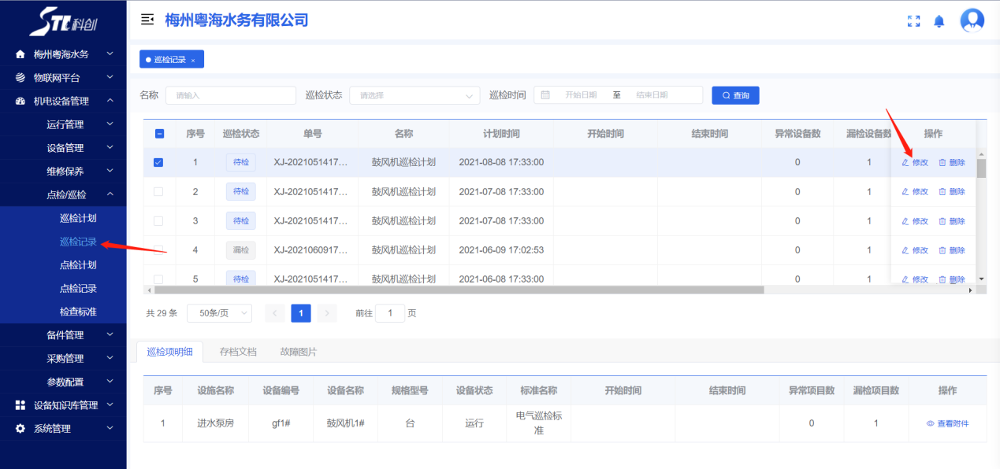 STC科创
梅州粤海水务有限公司
梅州粤海水务
物联网平台
机电设备管理
运行管理
设备管理
维修保养
点检/巡检
巡检计划
巡检记录
点检计划
点检记录
检查标准
备件管理
采购管理
参数配置
设备知识库管理
系统管理
巡检记录 ×
名称 请输入 巡检状态 请选择 巡检时间 开始日期 至 结束日期 查询
序号 巡检状态 单号 名称 计划时间 开始时间 结束时间 异常设备数 漏检设备数 操作
1 待检 XJ-2021051417... 鼓风机巡检计划 2021-08-08 17:33:00 0 1 修改 删除
2 待检 XJ-2021051417... 鼓风机巡检计划 2021-07-08 17:33:00 0 1 修改 删除
3 待检 XJ-2021051417... 鼓风机巡检计划 2021-07-08 17:33:00 0 1 修改 删除
4 漏检 XJ-2021060917... 鼓风机巡检计划 2021-06-09 17:02:53 0 1 修改 删除
5 待检 XJ-2021051417... 鼓风机巡检计划 2021-06-08 17:33:00 0 1 修改 删除
共 29 条 50条/页 1 前往 1 页
巡检项明细 存档文档 故障图片
序号 设施名称 设备编号 设备名称 规格型号 设备状态 标准名称 开始时间 结束时间 异常项目数 漏检项目数 操作
1 进水泵房 gf1# 鼓风机1# 台 运行 电气巡检标准 0 1 查看附件